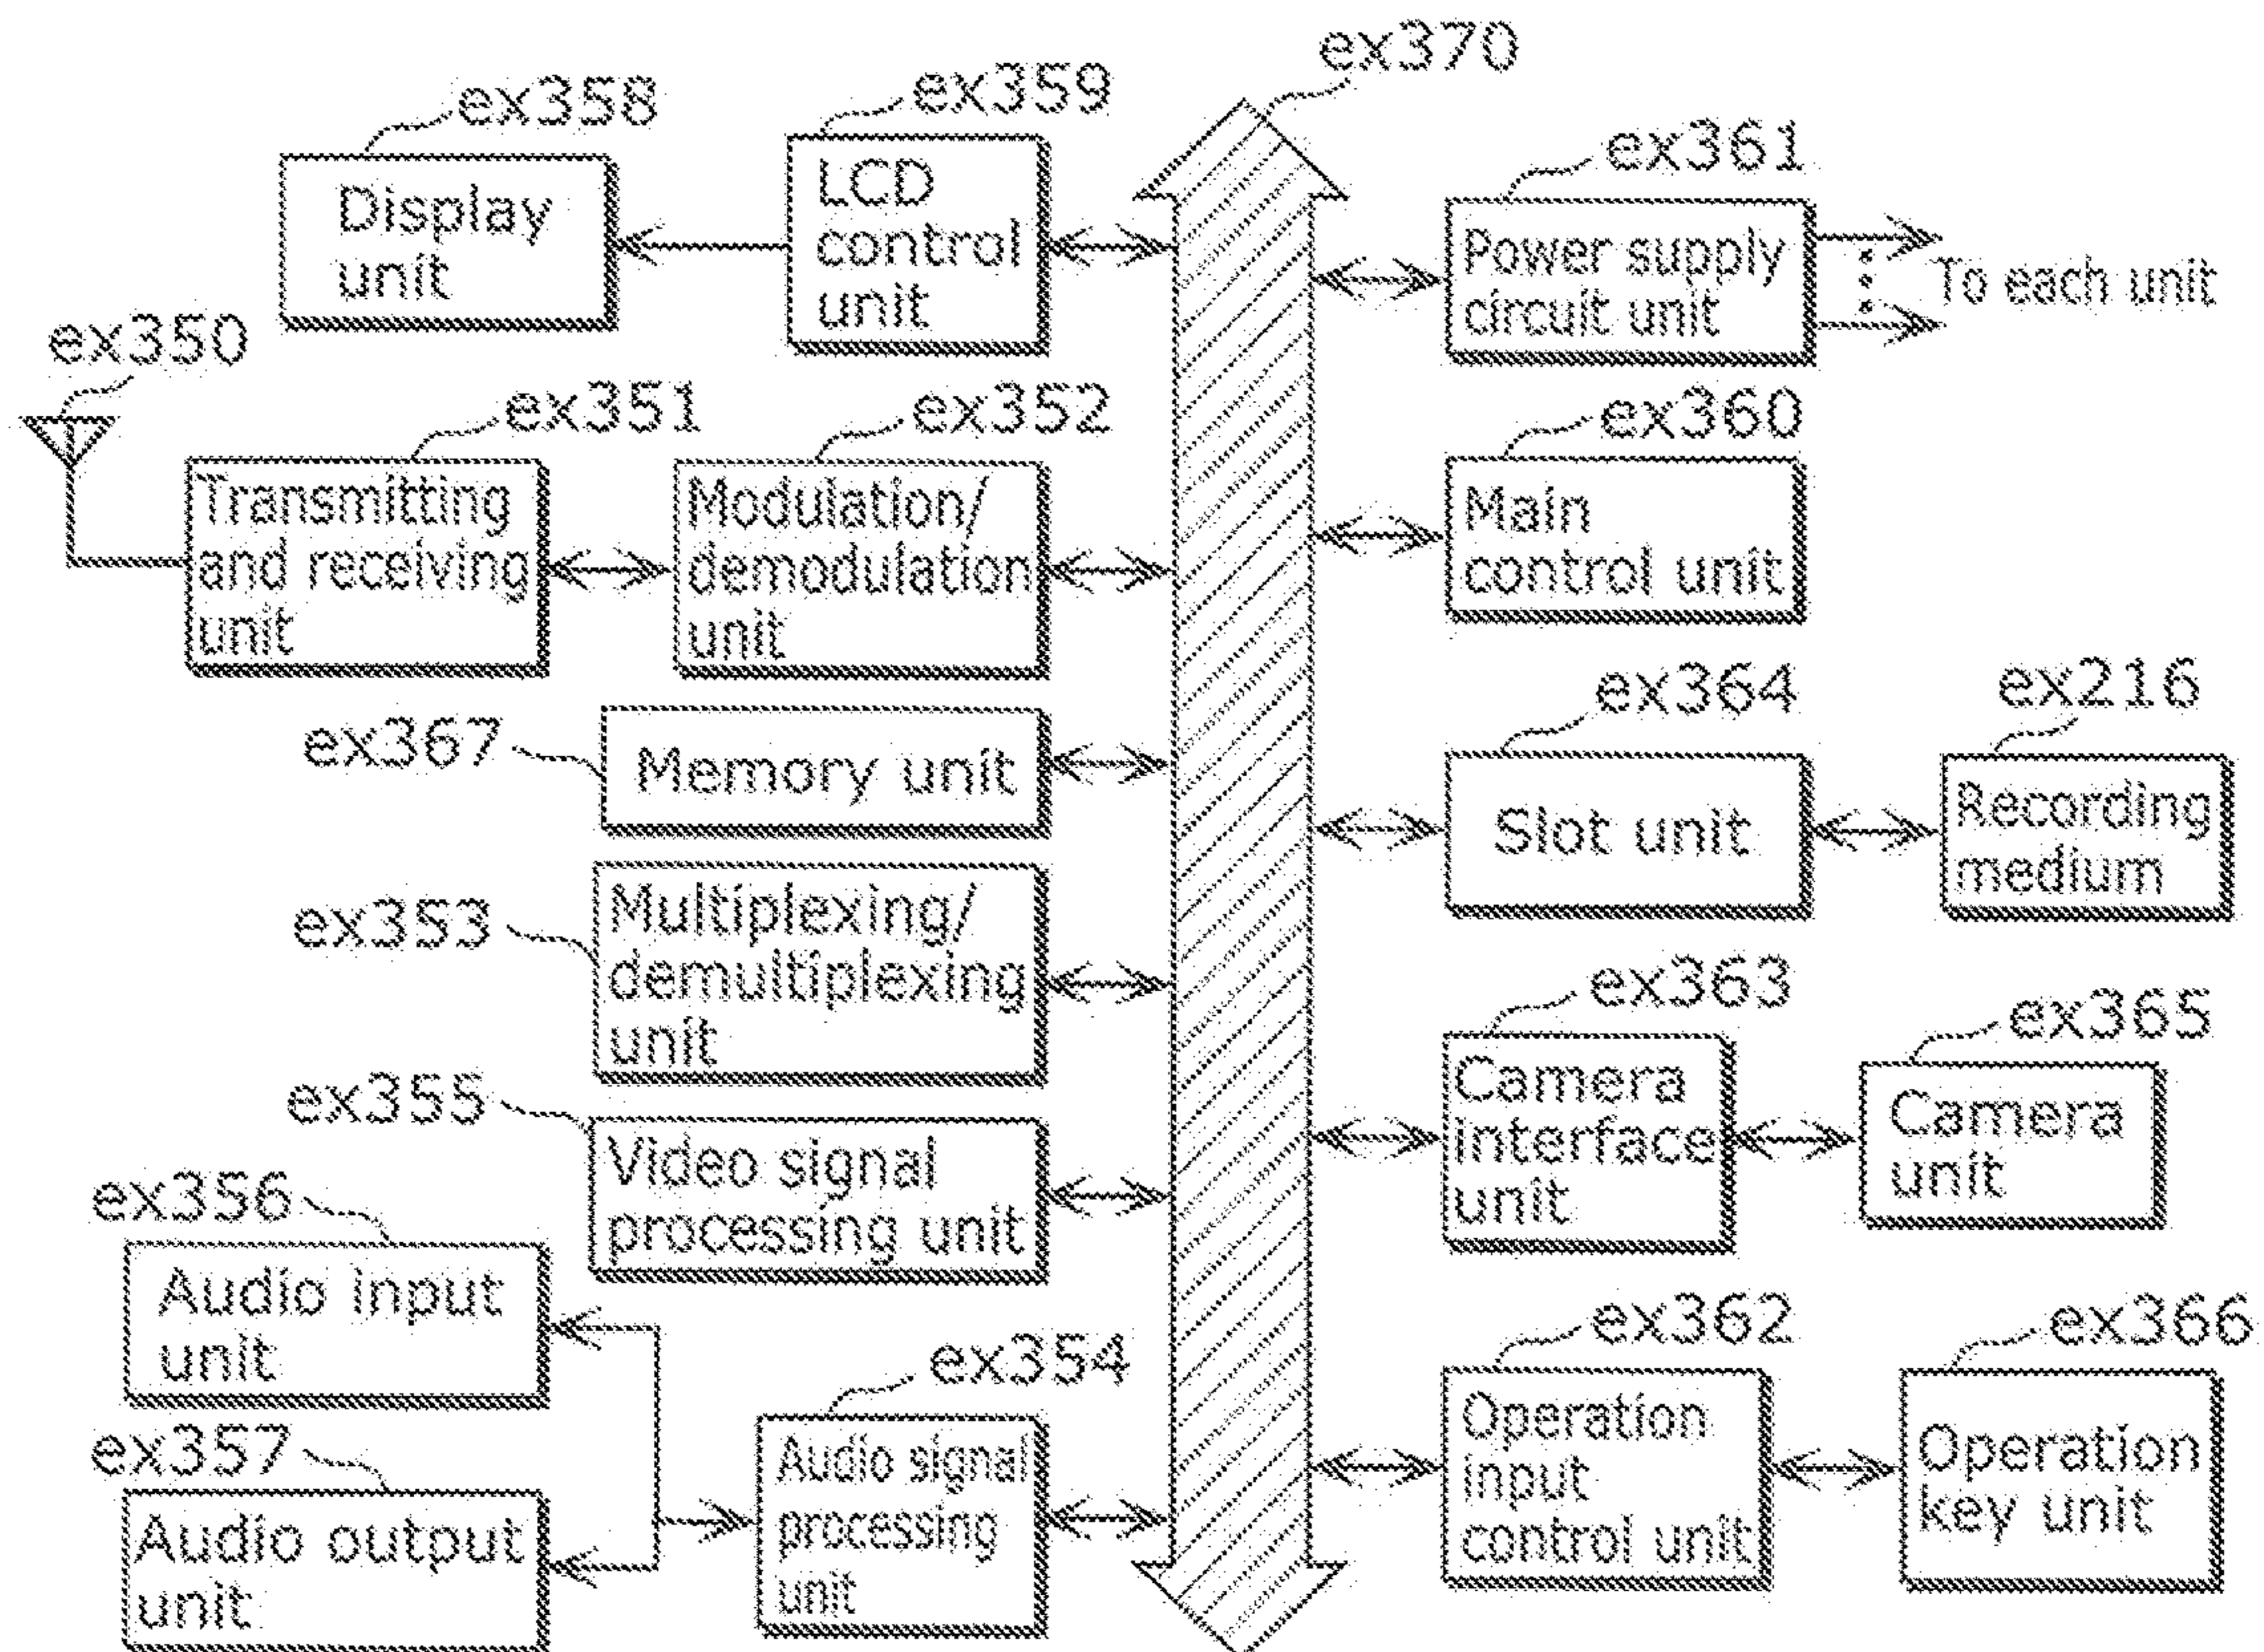 ex370
ex359
ex358
ex361
LCD
control
unit
Display
unit
Power supply
circuit unit
To each unit
ex350
ex351
ex352
ex360
Transmitting
and receiving
unit
Modulation/
demodulation
unit
Main
control unit
ex364
ex216
ex367
Memory unit
Slot unit
Recording
medium
ex353
Multiplexing/
demultiplexing
unit
ex363
ex365
Camera
interface
unit
Camera
unit
ex355
Video signal
processing unit
ex356
Audio input
unit
ex362
ex366
ex354
Operation
input
control unit
Operation
key unit
ex357
Audio output
unit
Audio signal
processing
unit